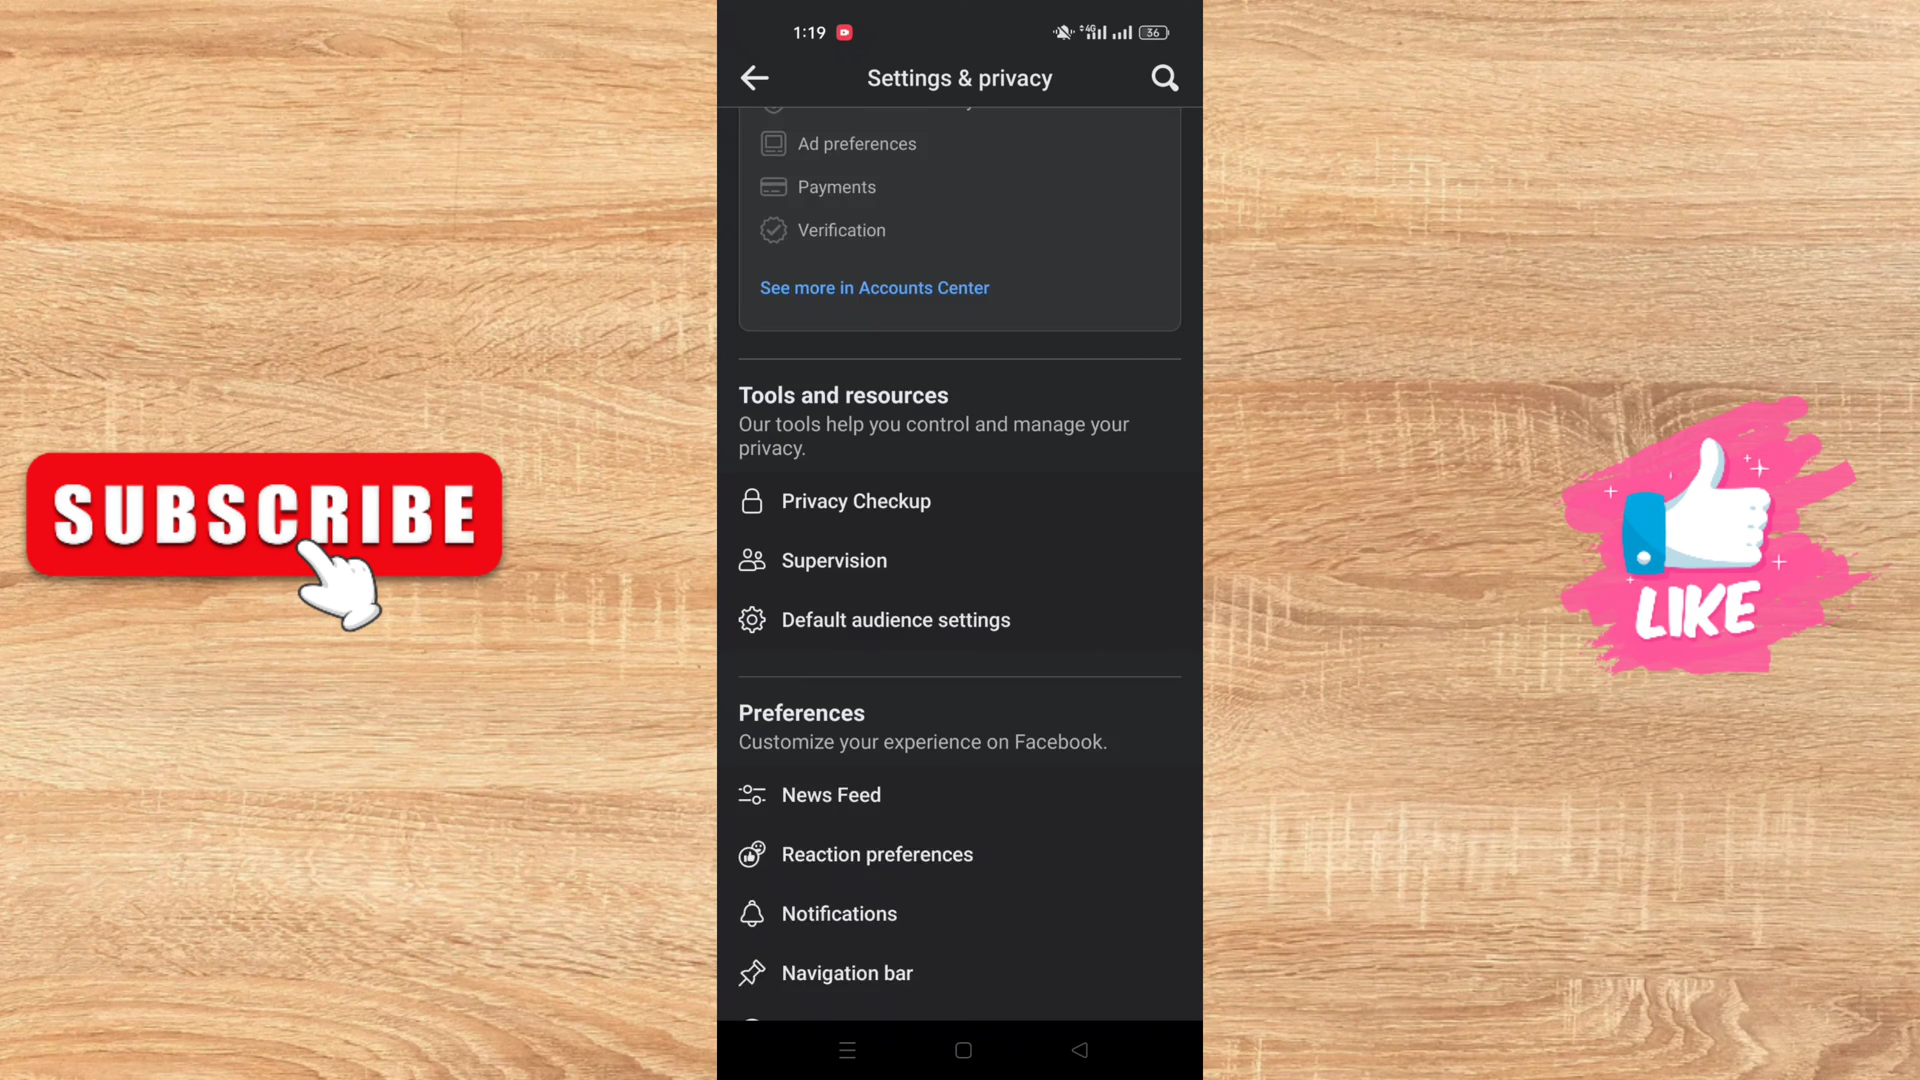 1:19
4G
36
Settings & privacy
Ad preferences
Payments
Verification
See more in Accounts Center
Tools and resources
Our tools help you control and manage your
privacy.
Privacy Checkup
Supervision
Default audience settings
Preferences
Customize your experience on Facebook.
News Feed
Reaction preferences
Notifications
Navigation bar
SUBSCRIBE
LIKE